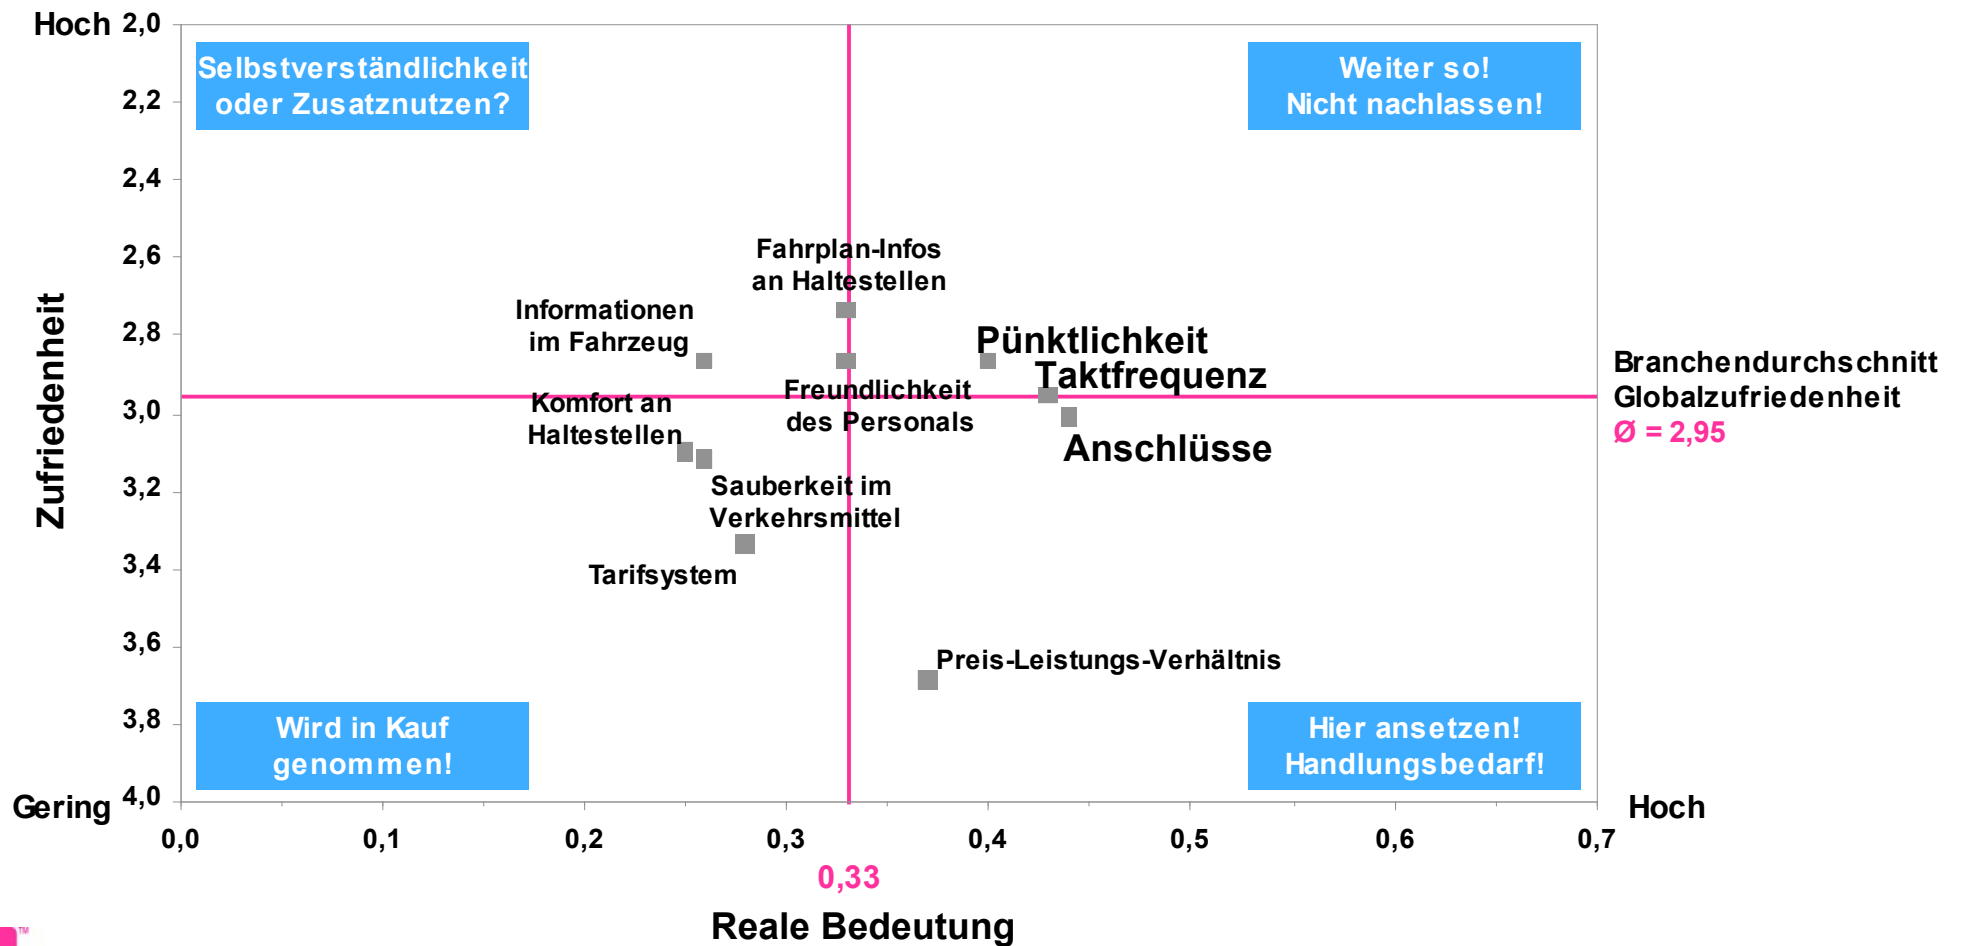 Hoch
2,0
Selbstverständlichkeit
oder Zusatznutzen?
Weiter so!
Nicht nachlassen!
2,2
2,4
2,6
2,8
3,0
3,2
3,4
3,6
3,8
4,0
Zufriedenheit
Fahrplan-Infos
an Haltestellen
Informationen
im Fahrzeug
Pünktlichkeit
Taktfrequenz
Freundlichkeit
des Personals
Komfort an
Haltestellen
Anschlüsse
Sauberkeit im
Verkehrsmittel
Tarifsystem
Preis-Leistungs-Verhältnis
Branchendurchschnitt
Globalzufriedenheit
Ø = 2,95
Wird in Kauf
genommen!
Hier ansetzen!
Handlungsbedarf!
Gering
Hoch
0,0
0,1
0,2
0,3
0,4
0,5
0,6
0,7
0,33
Reale Bedeutung
TM